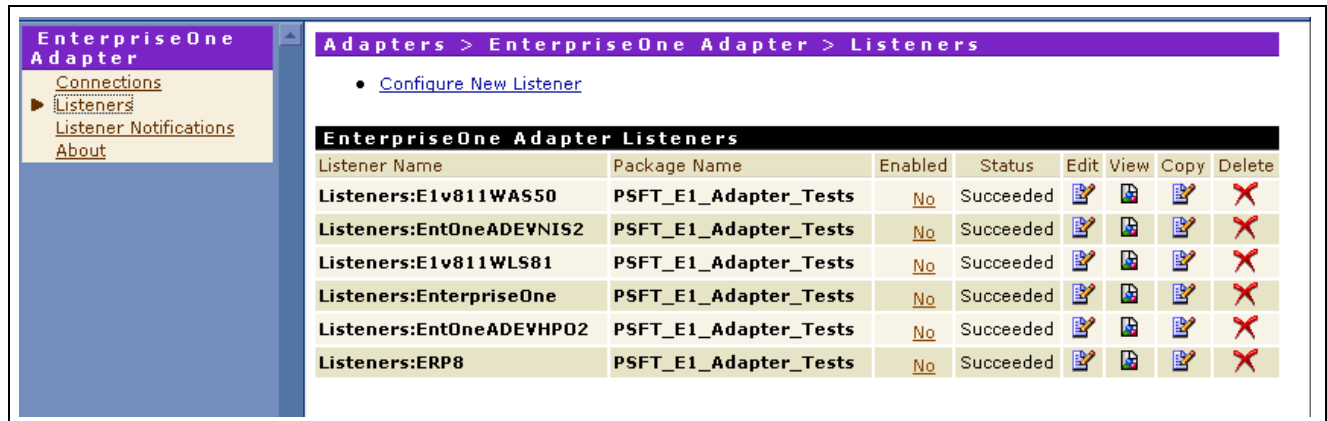 EnterpriseOne
Adapter
Connections
Listeners
Listener Notifications
About
Adapters > EnterpriseOne Adapter > Listeners
Configure New Listener
EnterpriseOne Adapter Listeners
Listener Name Package Name Enabled Status Edit View Copy Delete
Listeners:E1v811WAS50 PSFT_E1_Adapter_Tests No Succeeded
Listeners:EntOneADEVNIS2 PSFT_E1_Adapter_Tests No Succeeded
Listeners:E1v811WLS81 PSFT_E1_Adapter_Tests No Succeeded
Listeners:EnterpriseOne PSFT_E1_Adapter_Tests No Succeeded
Listeners:EntOneADEVHPO2 PSFT_E1_Adapter_Tests No Succeeded
Listeners:ERP8 PSFT_E1_Adapter_Tests No Succeeded